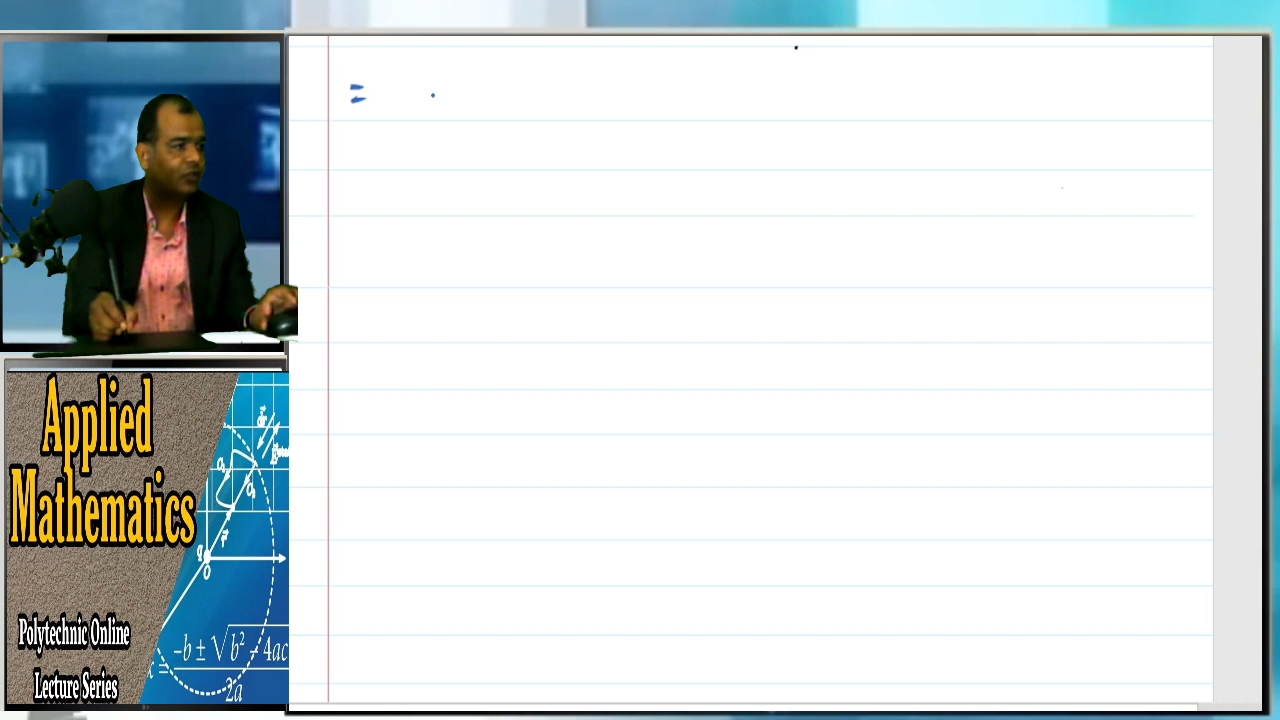 =
Applied
Mathematics
Polytechnic Online
Lecture Series
-b ± √b² - 4ac
=
2a